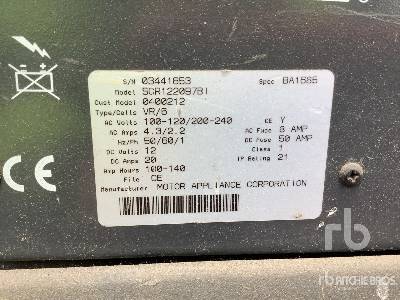 S/N 03441653 Spec BA1565
Model SCR122097BI
Cust Model 0400212
Type/Cells VR/6
AC Volts 100-120/200-240 CE Y
AC Amps 4.3/2.2 AC Fuse 8 AMP
Hz/Ph 50/60/1 DC Fuse 50 AMP
DC Volts 12 Class 1
DC Amps 20 IP Rating 21
Amp Hours 100-140
File CE
Manufacturer MOTOR APPLIANCE CORPORATION
CE
rb
RITCHIE BROS.